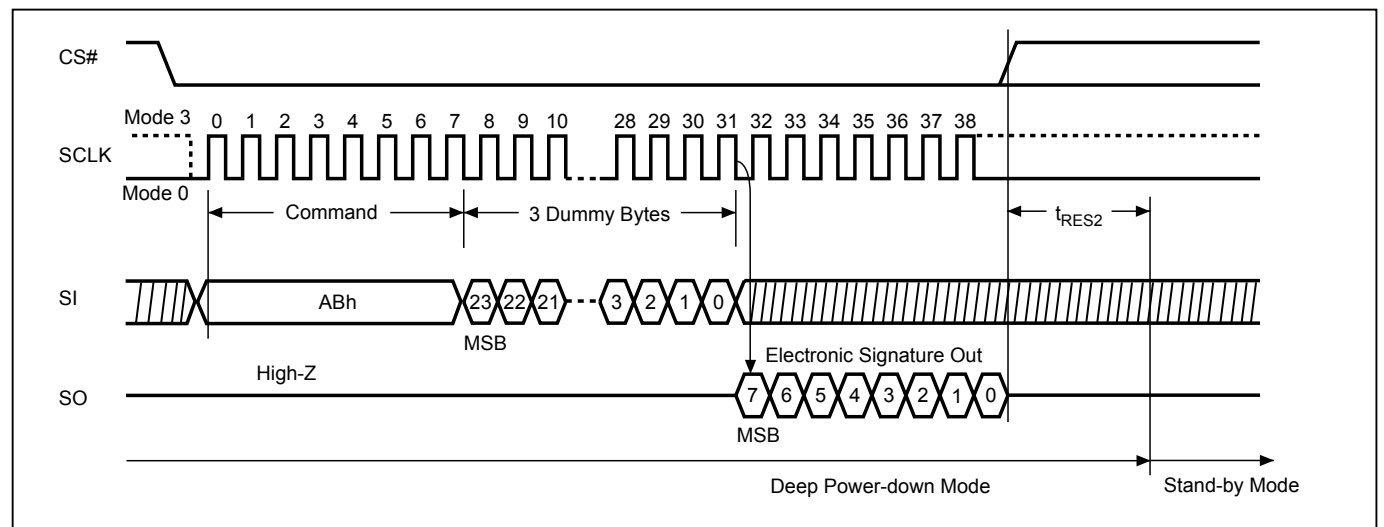 CS#
Mode 3 0 1 2 3 4 5 6 7 8 9 10 28 29 30 31 32 33 34 35 36 37 38
SCLK
Mode 0
Command 3 Dummy Bytes tRES2
SI ABh 23 22 21 3 2 1 0
MSB
High-Z Electronic Signature Out
SO 7 6 5 4 3 2 1 0
MSB
Deep Power-down Mode Stand-by Mode